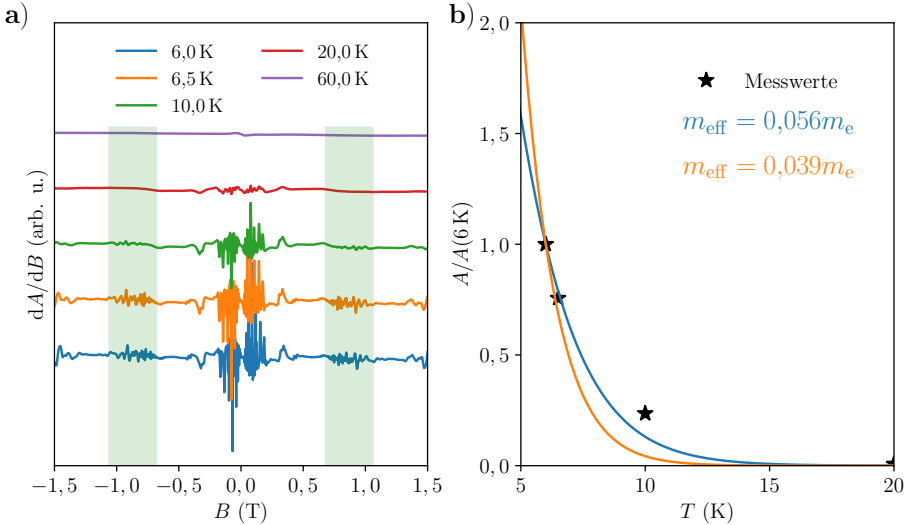 a)
6,0 K
6,5 K
10,0 K
20,0 K
60,0 K
dA/dB (arb. u.)
−1, 5
−1, 0
−0, 5
0, 0
0, 5
1, 0
1, 5
B (T)
b)
2, 0
1, 5
1, 0
0, 5
0, 0
A/A(6 K)
Messwerte
m_eff = 0,056m_e
m_eff = 0,039m_e
5
10
15
20
T (K)